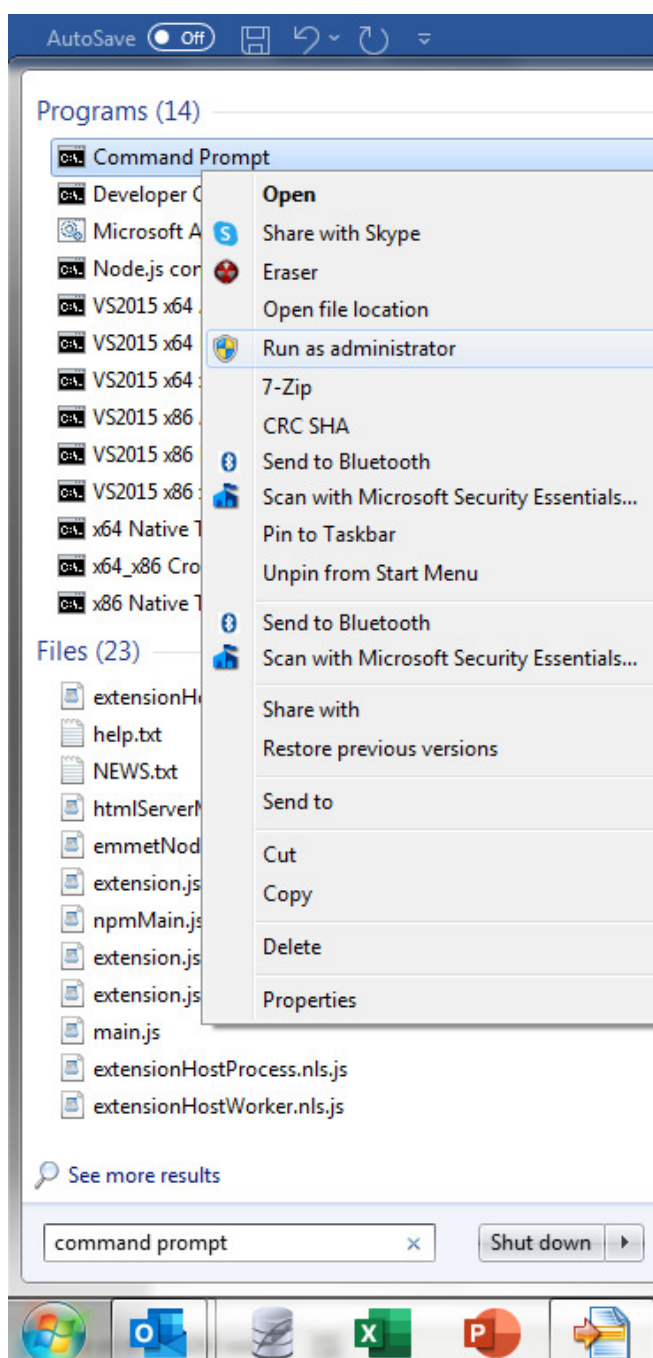 AutoSave Off
Programs (14)
Command Prompt
Developer C
Open
Microsoft A
Share with Skype
Node.js con
Eraser
VS2015 x64
Open file location
VS2015 x64
Run as administrator
VS2015 x64
7-Zip
VS2015 x86
CRC SHA
VS2015 x86
Send to Bluetooth
VS2015 x86
Scan with Microsoft Security Essentials...
x64 Native T
Pin to Taskbar
x64_x86 Cro
Unpin from Start Menu
x86 Native T
Send to Bluetooth
Files (23)
Scan with Microsoft Security Essentials...
extensionH
Share with
help.txt
Restore previous versions
NEWS.txt
htmlServerM
Send to
emmetNod
Cut
extension.js
Copy
npmMain.js
extension.js
Delete
extension.js
Properties
main.js
extensionHostProcess.nls.js
extensionHostWorker.nls.js
See more results
command prompt
Shut down